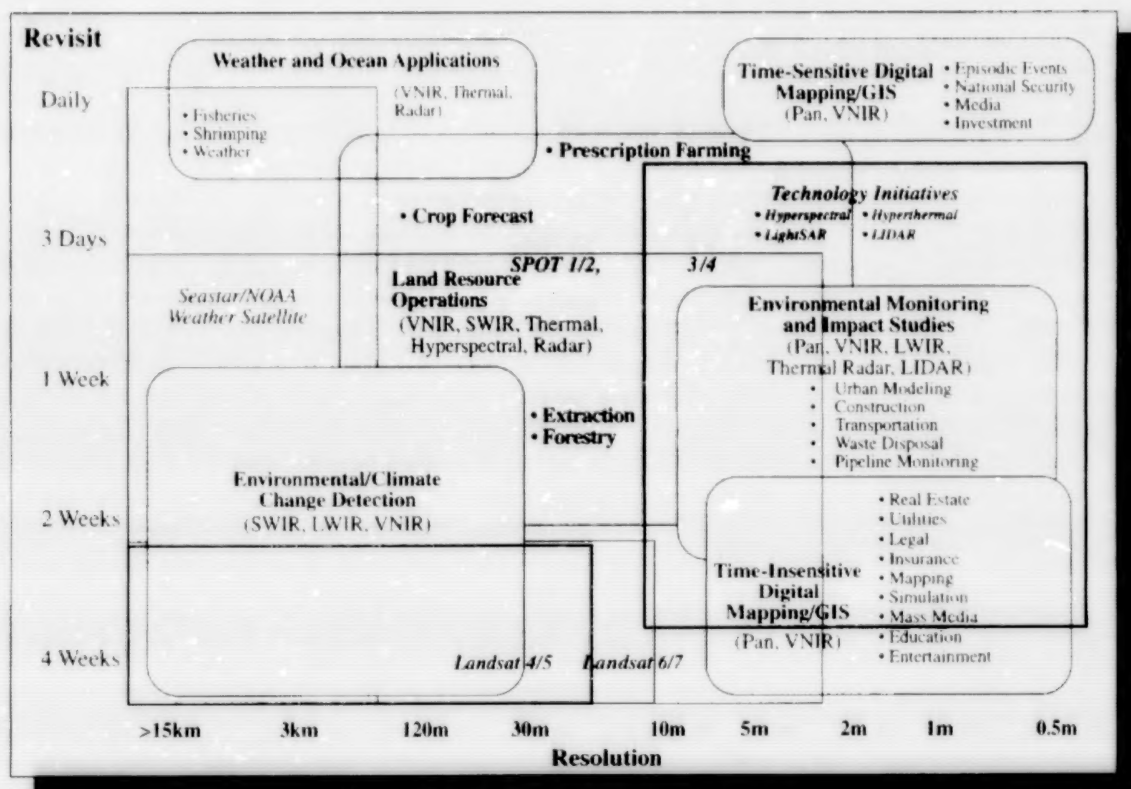 Revisit
Daily
3 Days
1 Week
2 Weeks
4 Weeks
Weather and Ocean Applications
(VNIR, Thermal,
Radar)
• Fisheries
• Shrimping
• Weather
Time-Sensitive Digital
Mapping/GIS
(Pan, VNIR)
• Episodic Events
• National Security
• Media
• Investment
• Prescription Farming
• Crop Forecast
Technology Initiatives
• Hyperspectral • Hyperthermal
• LightSAR • LIDAR
SPOT 1/2, 3/4
Seastar/NOAA
Weather Satellite
Land Resource
Operations
(VNIR, SWIR, Thermal,
Hyperspectral, Radar)
Environmental Monitoring
and Impact Studies
(Pan, VNIR, LWIR,
Thermal Radar, LIDAR)
• Urban Modeling
• Construction
• Transportation
• Waste Disposal
• Pipeline Monitoring
• Extraction
• Forestry
Environmental/Climate
Change Detection
(SWIR, LWIR, VNIR)
Time-Insensitive
Digital
Mapping/GIS
(Pan, VNIR)
• Real Estate
• Utilities
• Legal
• Insurance
• Mapping
• Simulation
• Mass Media
• Education
• Entertainment
Landsat 4/5 Landsat 6/7
>15km 3km 120m 30m 10m 5m 2m 1m 0.5m
Resolution